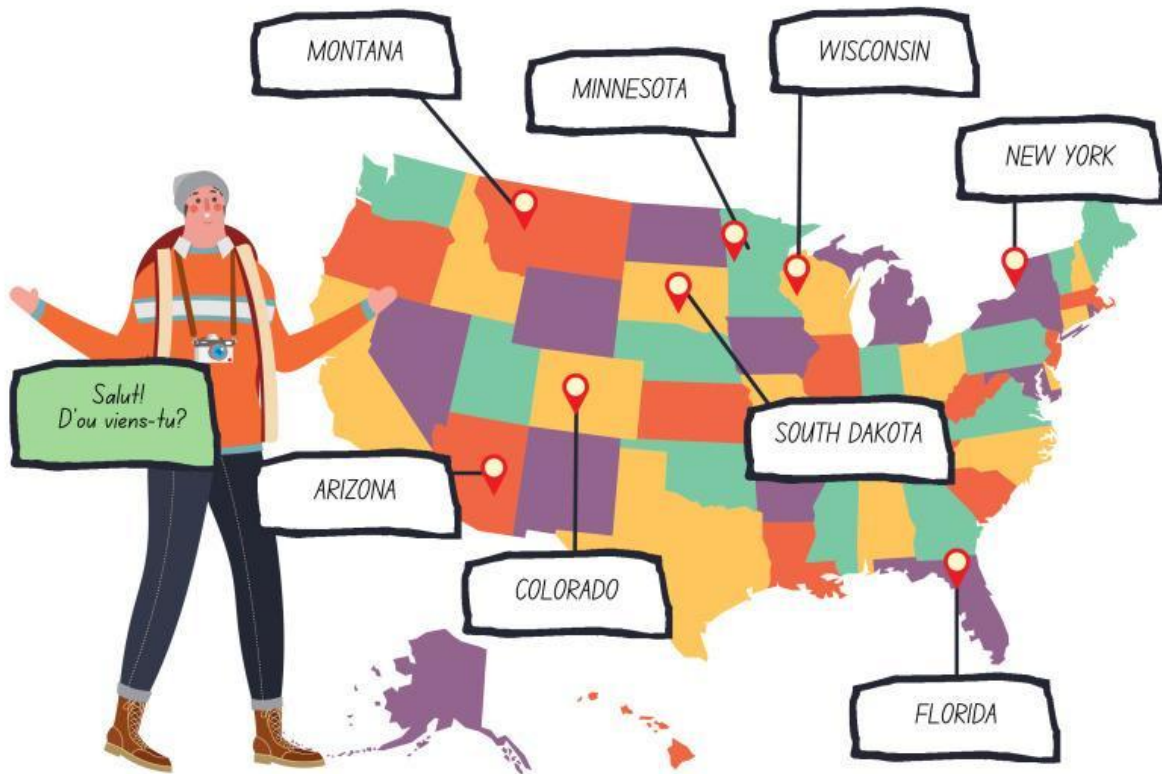 MONTANA
MINNESOTA
WISCONSIN
NEW YORK
Salut!
D'ou viens-tu?
SOUTH DAKOTA
ARIZONA
COLORADO
FLORIDA